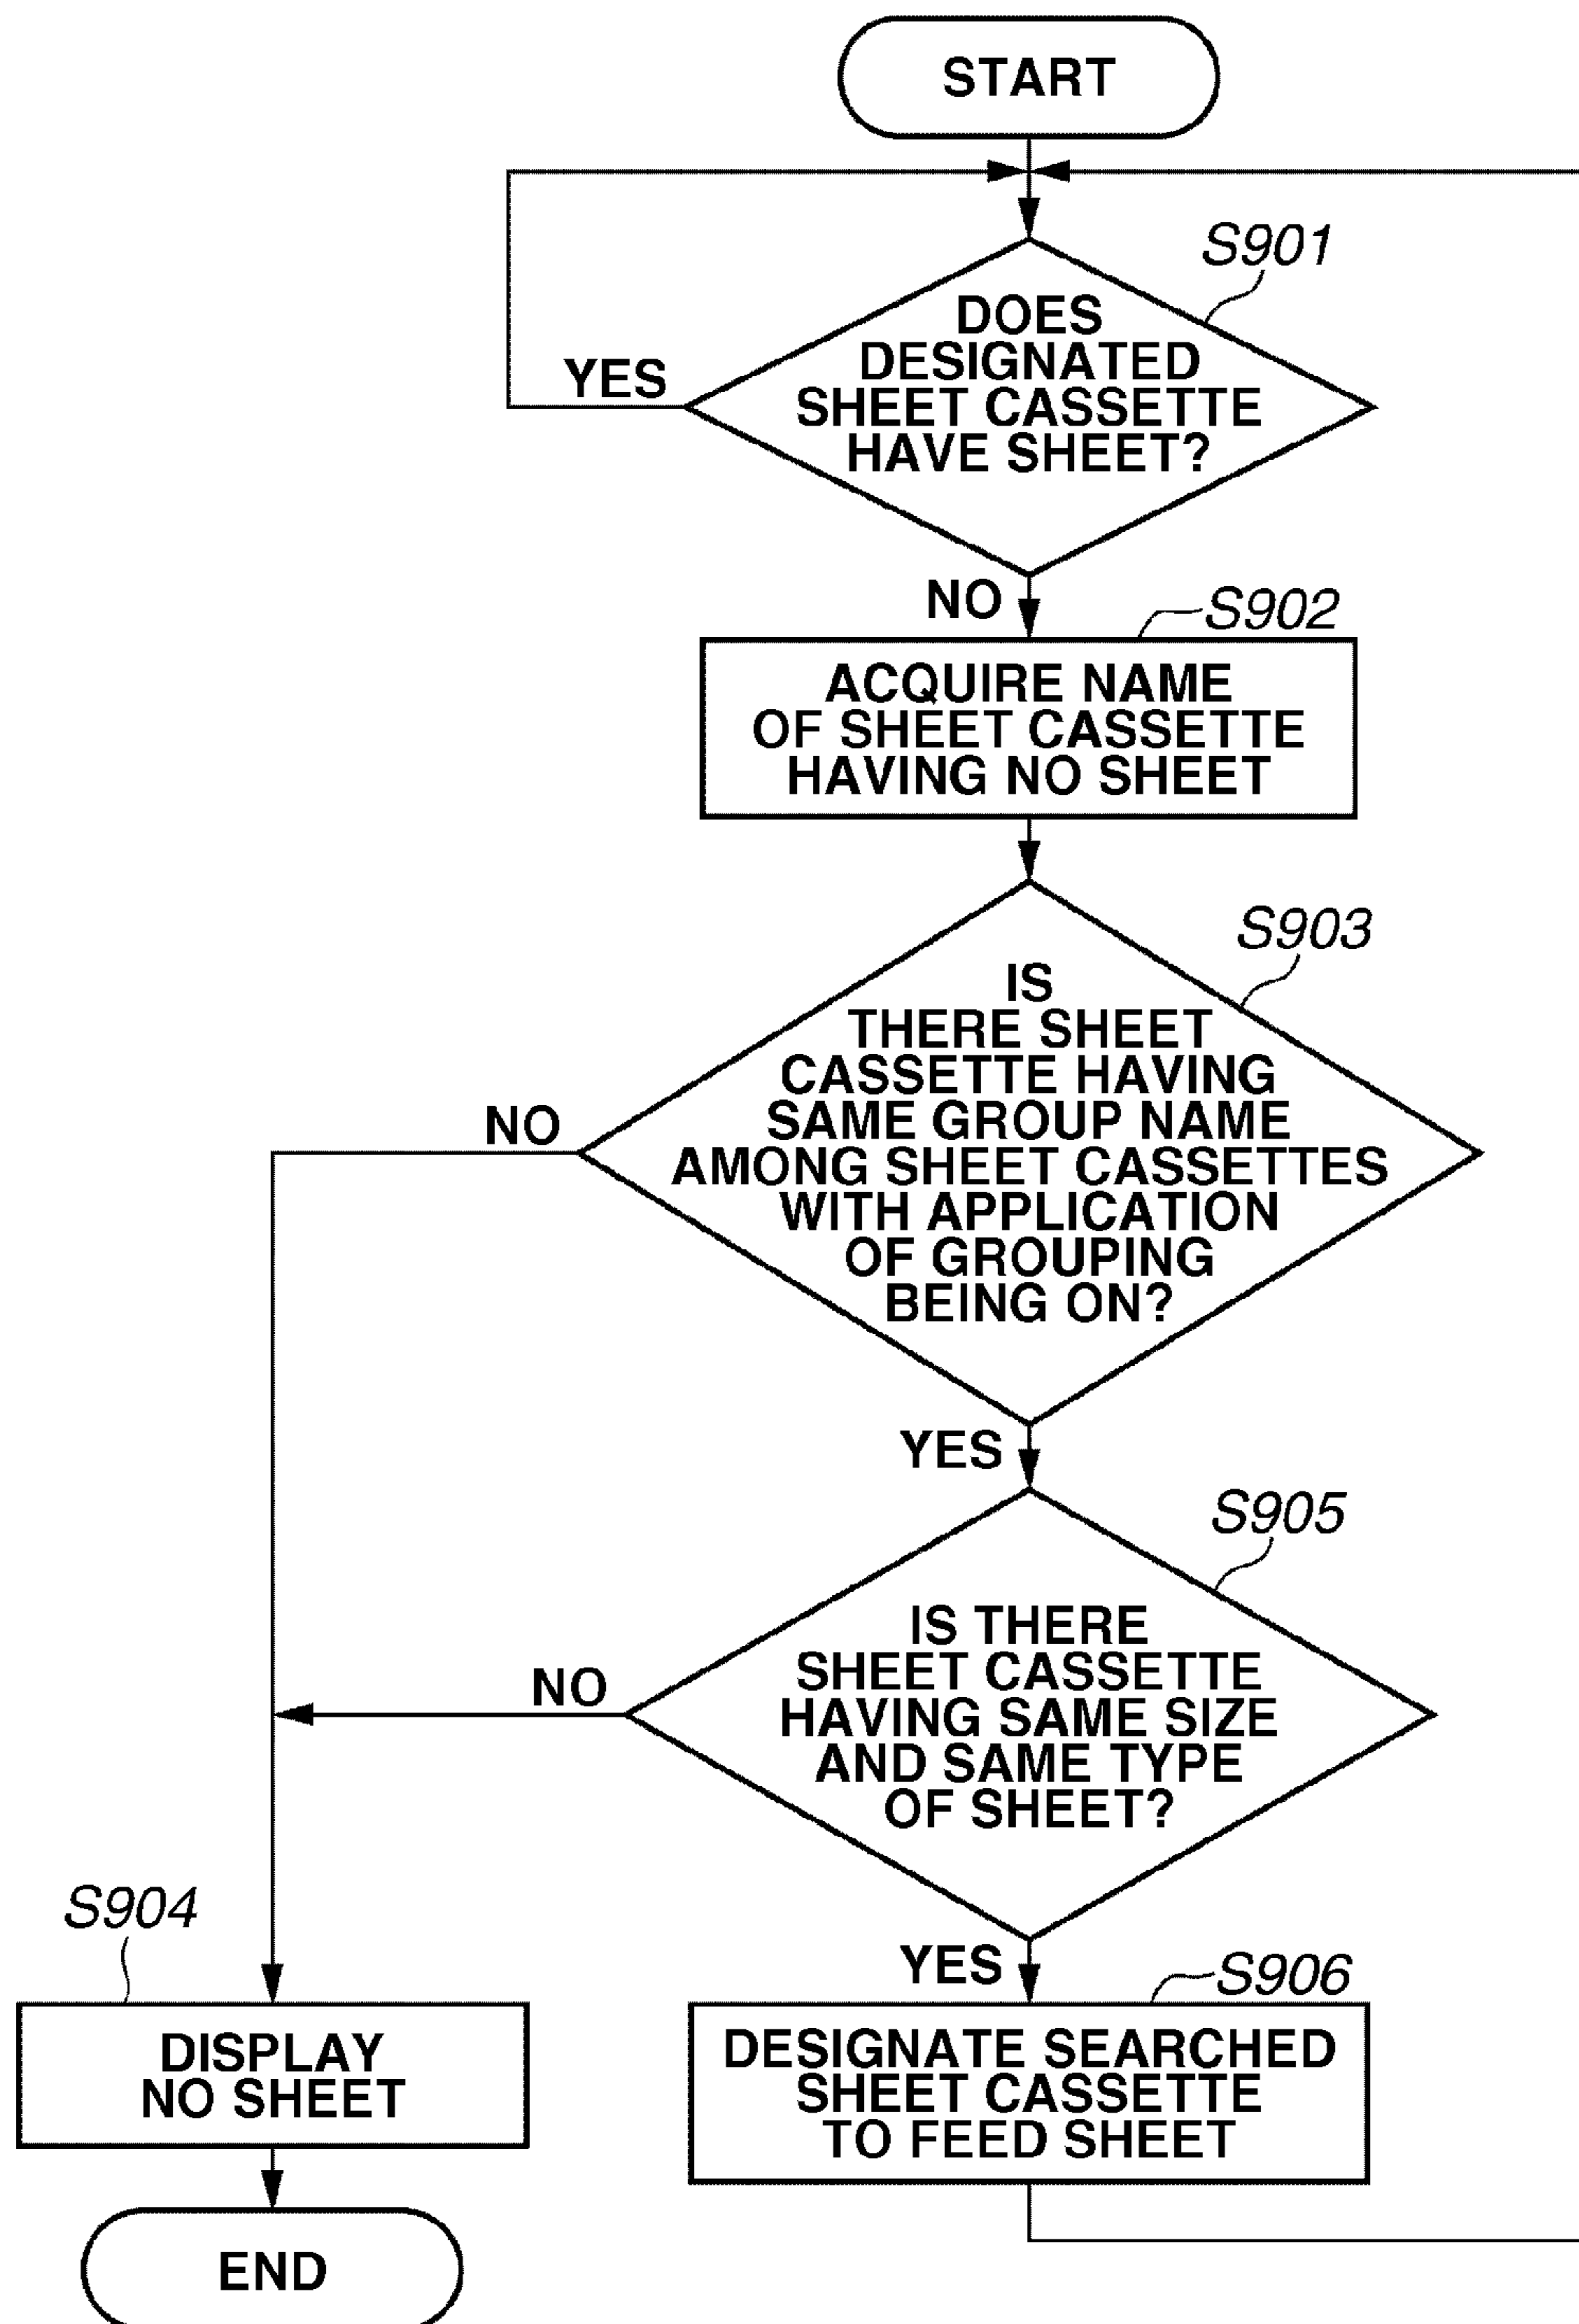 START
S901
DOES
DESIGNATED
SHEET CASSETTE
HAVE SHEET?
YES
NO
S902
ACQUIRE NAME
OF SHEET CASSETTE
HAVING NO SHEET
S903
IS
THERE SHEET
CASSETTE HAVING
SAME GROUP NAME
AMONG SHEET CASSETTES
WITH APPLICATION
OF GROUPING
BEING ON?
NO
YES
S905
IS THERE
SHEET CASSETTE
HAVING SAME SIZE
AND SAME TYPE
OF SHEET?
NO
YES
S904
DISPLAY
NO SHEET
S906
DESIGNATE SEARCHED
SHEET CASSETTE
TO FEED SHEET
END